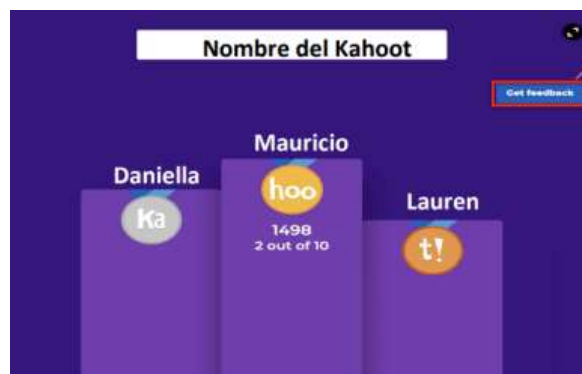 Nombre del Kahoot
Get feedback
Mauricio
Daniella
hoo
Lauren
Ka
1498
2 out of 10
t!